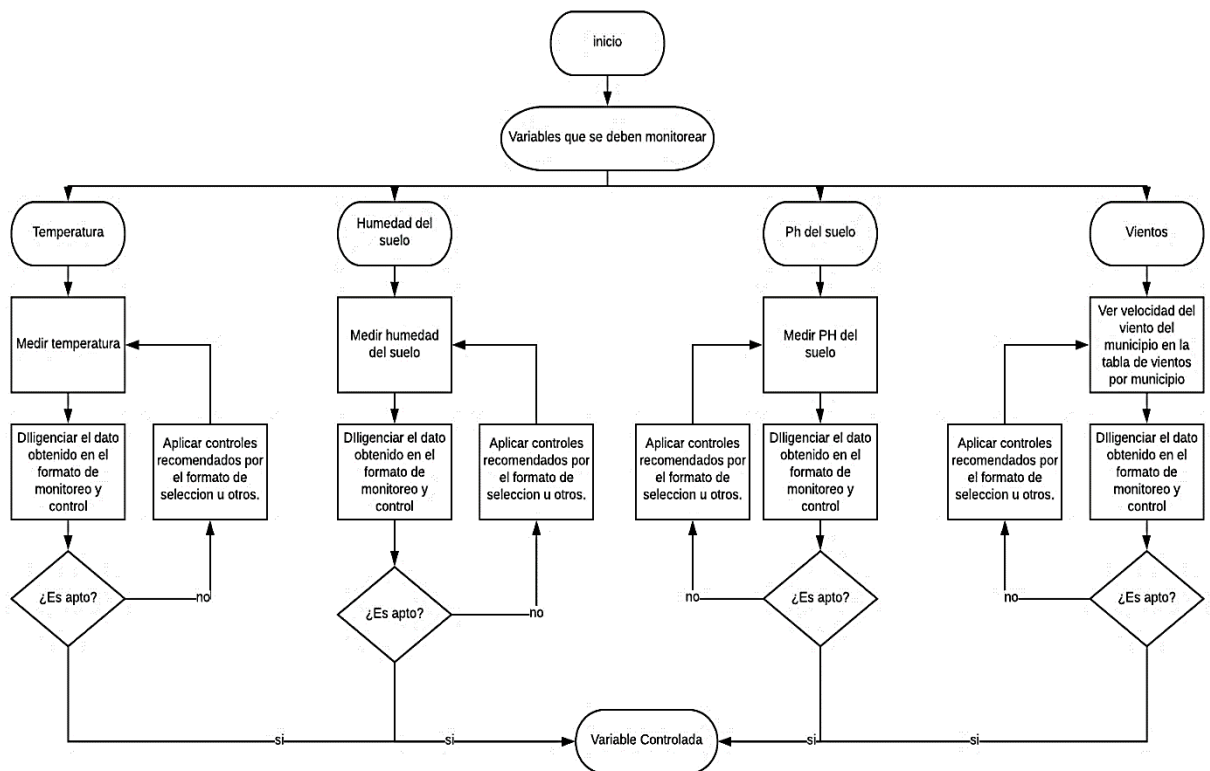 inicio
Variables que se deben monitorear
Temperatura
Humedad del
suelo
Ph del suelo
Vientos
Medir temperatura
Medir humedad
del suelo
Medir PH del
suelo
Ver velocidad del
viento del
municipio en la
tabla de vientos
por municipio
DIligenciar el dato
obtenido en el
formato de
monitoreo y
control
Aplicar controles
recomendados por
el formato de
seleccion u otros.
DIligenciar el dato
obtenido en el
formato de
monitoreo y
control
Aplicar controles
recomendados por
el formato de
seleccion u otros.
Aplicar controles
recomendados por
el formato de
seleccion u otros.
DIligenciar el dato
obtenido en el
formato de
monitoreo y
control
Aplicar controles
recomendados por
el formato de
seleccion u otros.
DIligenciar el dato
obtenido en el
formato de
monitoreo y
control
¿Es apto?
no
¿Es apto?
no
no
¿Es apto?
no
¿Es apto?
si
si
Variable Controlada
si
si